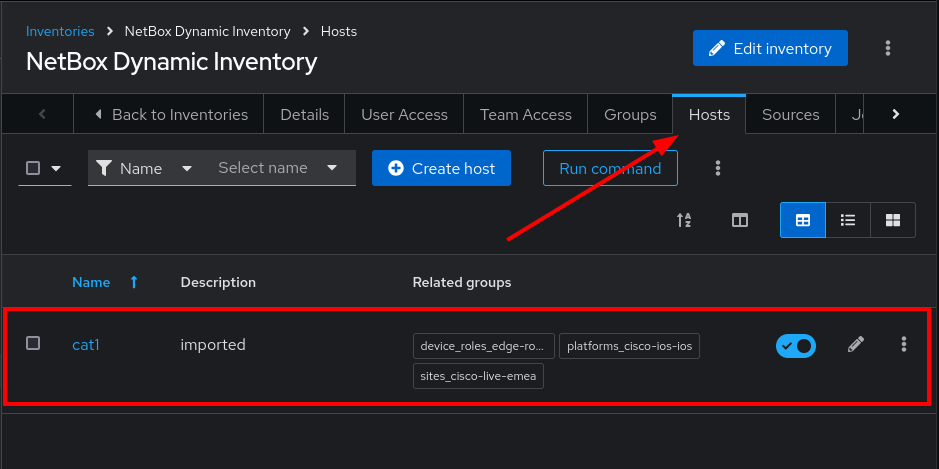 Inventories > NetBox Dynamic Inventory > Hosts
NetBox Dynamic Inventory
Edit inventory
Back to Inventories Details User Access Team Access Groups Hosts Sources
Name Select name Create host Run command
Name Description Related groups
cat1 imported device_roles_edge-ro... platforms_cisco-ios-ios
sites_cisco-live-emea